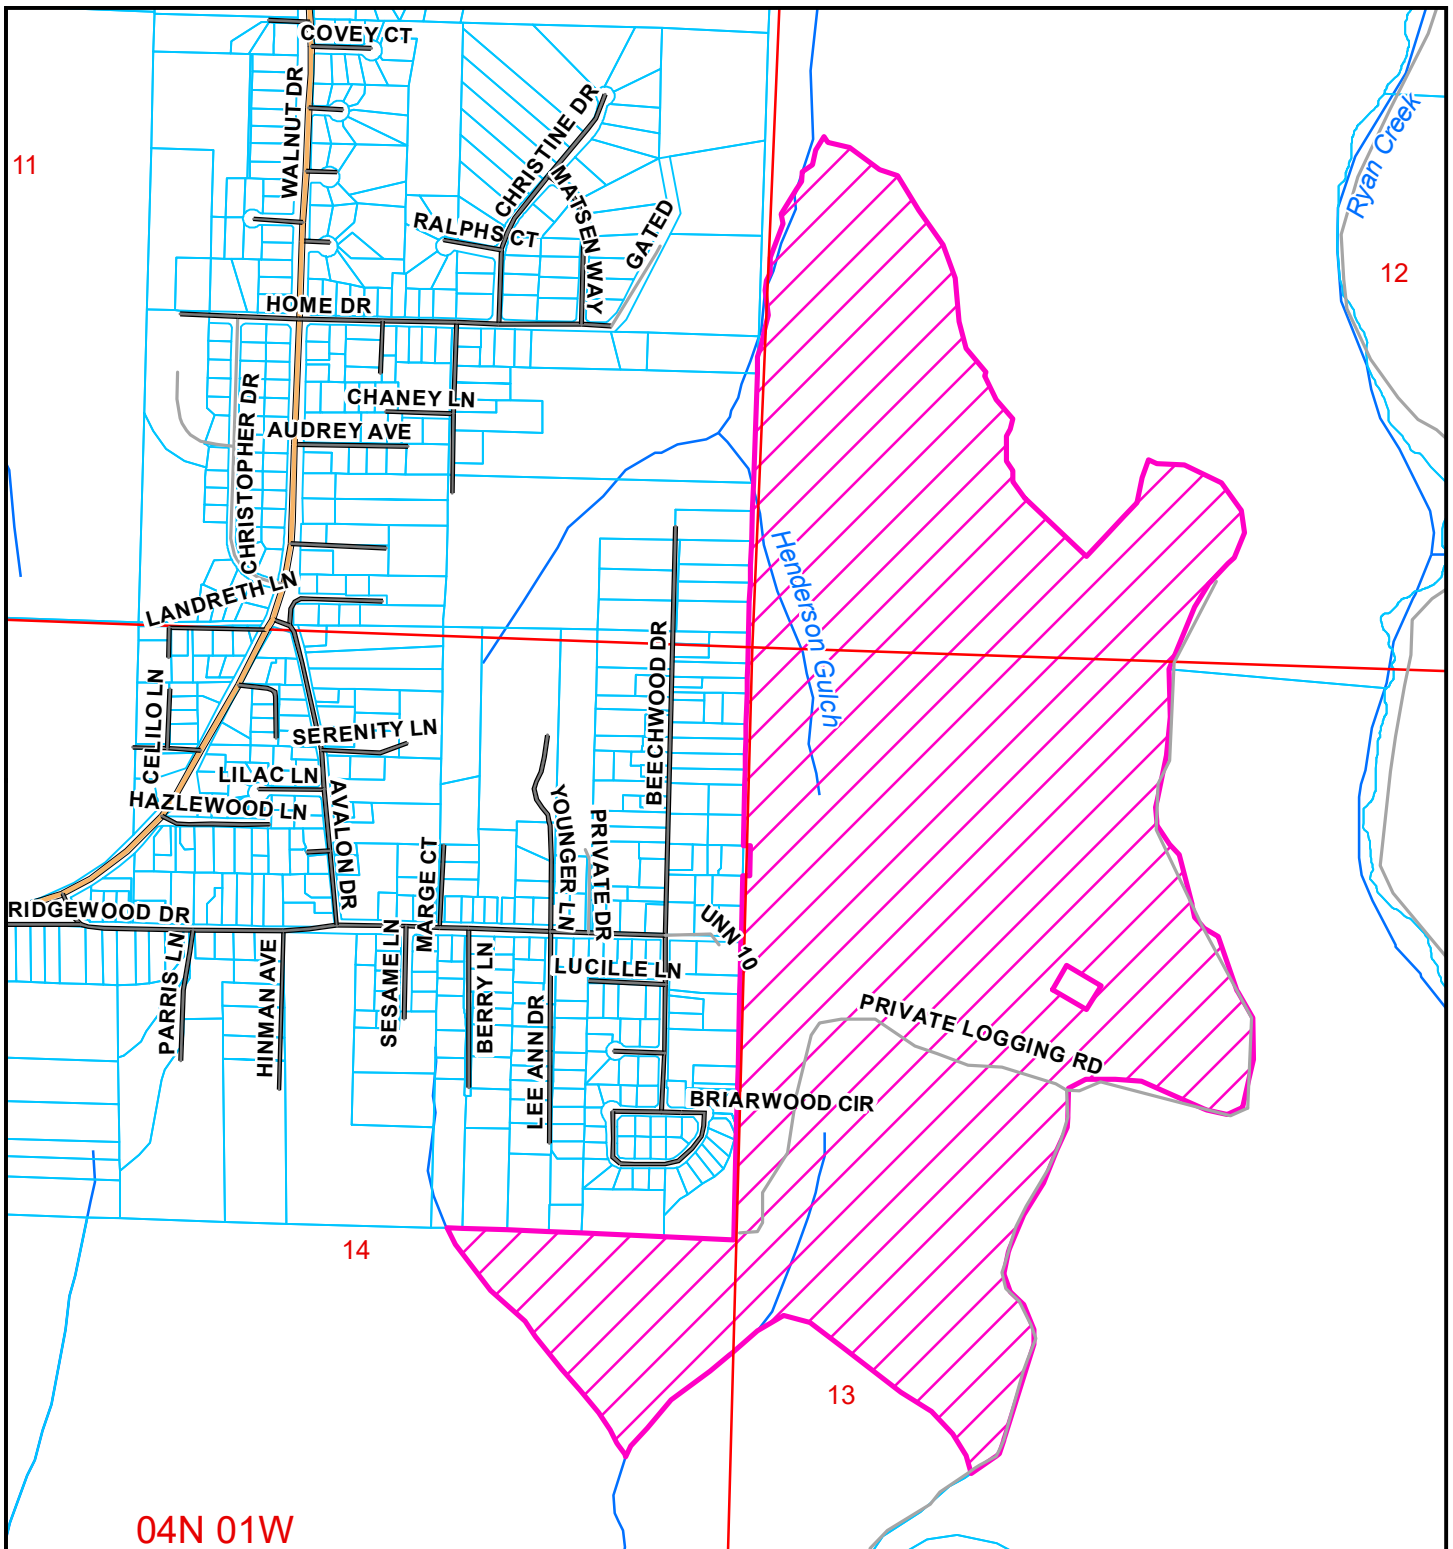 COVEY CT
WALNUT DR
CHRISTINE DR
Ryan Creek
11
MATSEN WAY
RALPHS CT
GATED
12
HOME DR
CHRISTOPHER DR
CHANEY LN
AUDREY AVE
Henderson Gulch
LANDRETH LN
BEECHWOOD DR
CELILO LN
SERENITY LN
LILAC LN
HAZLEWOOD LN
AVALON DR
YOUNGER LN
PRIVATE DR
MARGE CT
RIDGEWOOD DR
UNN 10
PARRIS LN
HINMAN AVE
SESAME LN
BERRY LN
LUCILLE LN
LEE ANN DR
PRIVATE LOGGING RD
BRIARWOOD CIR
14
13
04N 01W